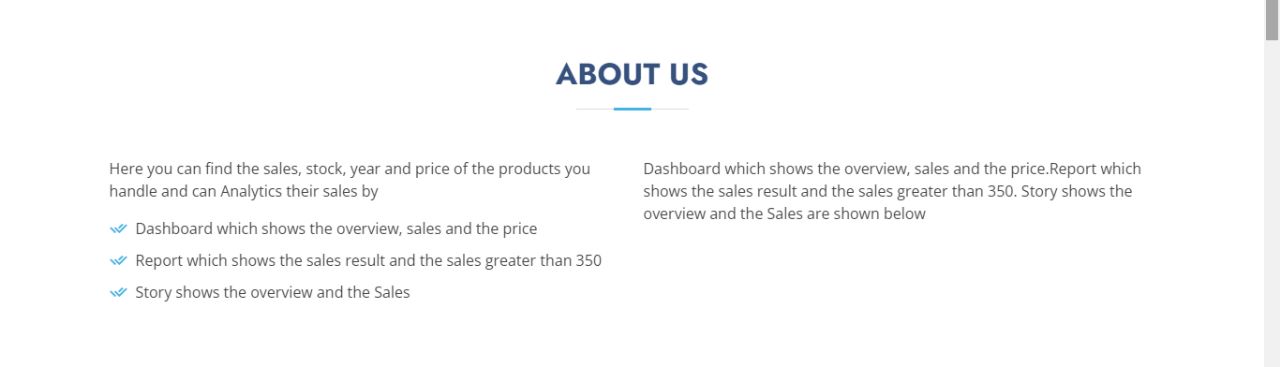 ABOUT US
Here you can find the sales, stock, year and price of the products you
handle and can Analytics their sales by
Dashboard which shows the overview, sales and the price
Report which shows the sales result and the sales greater than 350
Story shows the overview and the Sales
Dashboard which shows the overview, sales and the price.Report which
shows the sales result and the sales greater than 350. Story shows the
overview and the Sales are shown below